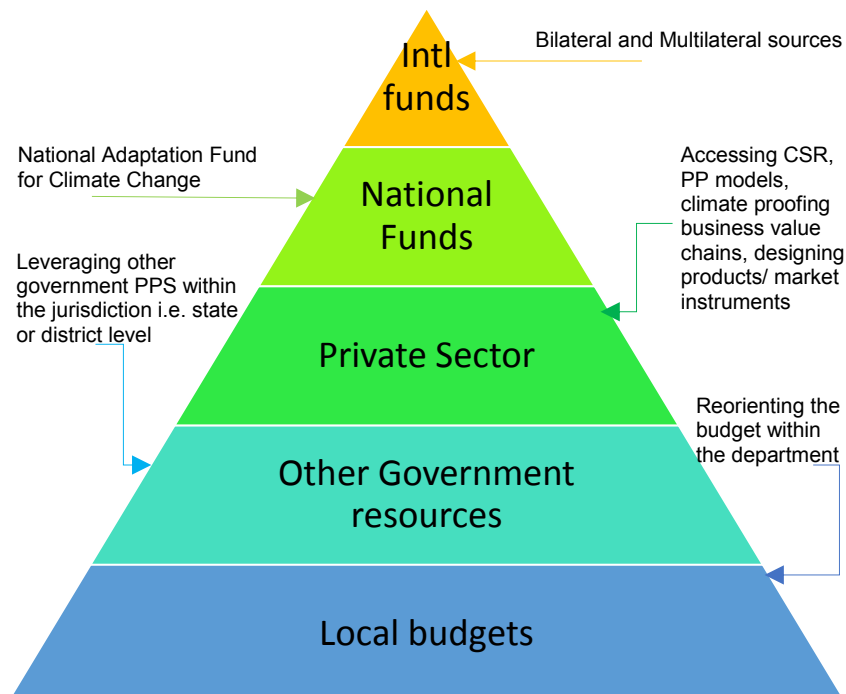 Intl
funds
Bilateral and Multilateral sources
National Adaptation Fund
for Climate Change
National
Funds
Accessing CSR,
PP models,
climate proofing
business value
chains, designing
products/ market
instruments
Leveraging other
government PPS within
the jurisdiction i.e. state
or district level
Private Sector
Reorienting the
budget within
the department
Other Government
resources
Local budgets